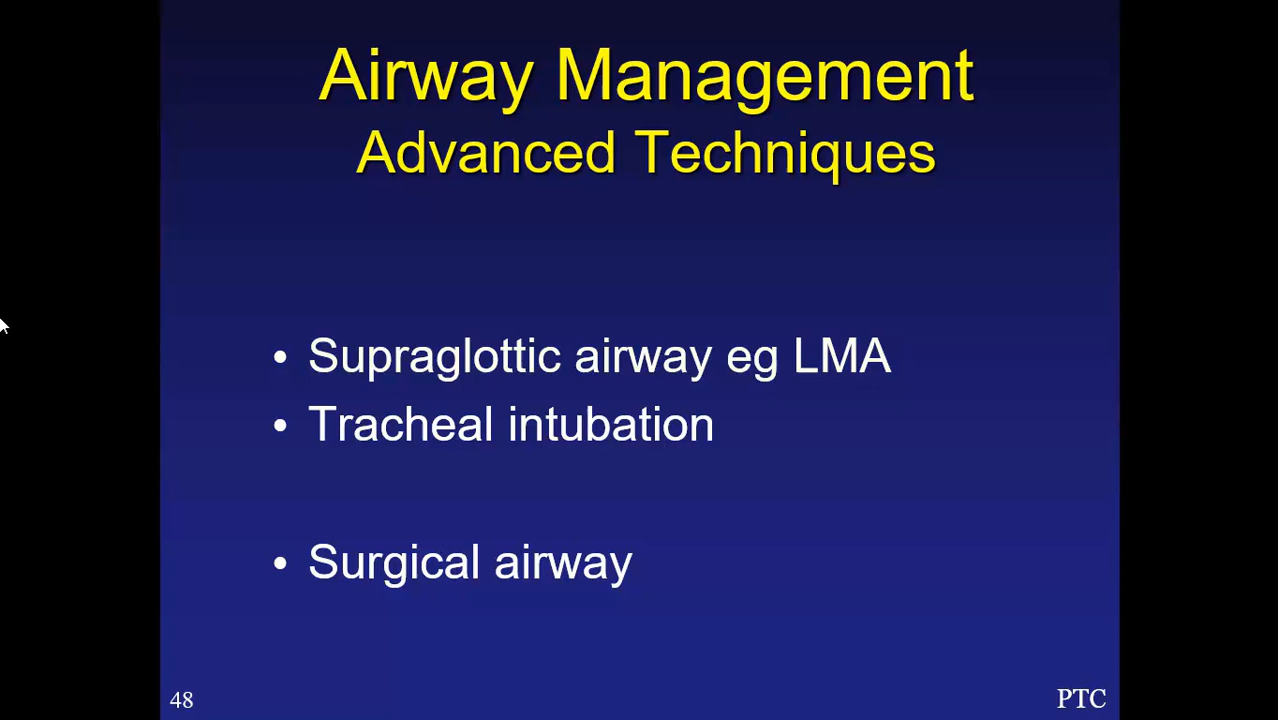 Airway Management
Advanced Techniques
• Supraglottic airway eg LMA
• Tracheal intubation
• Surgical airway
48
PTC